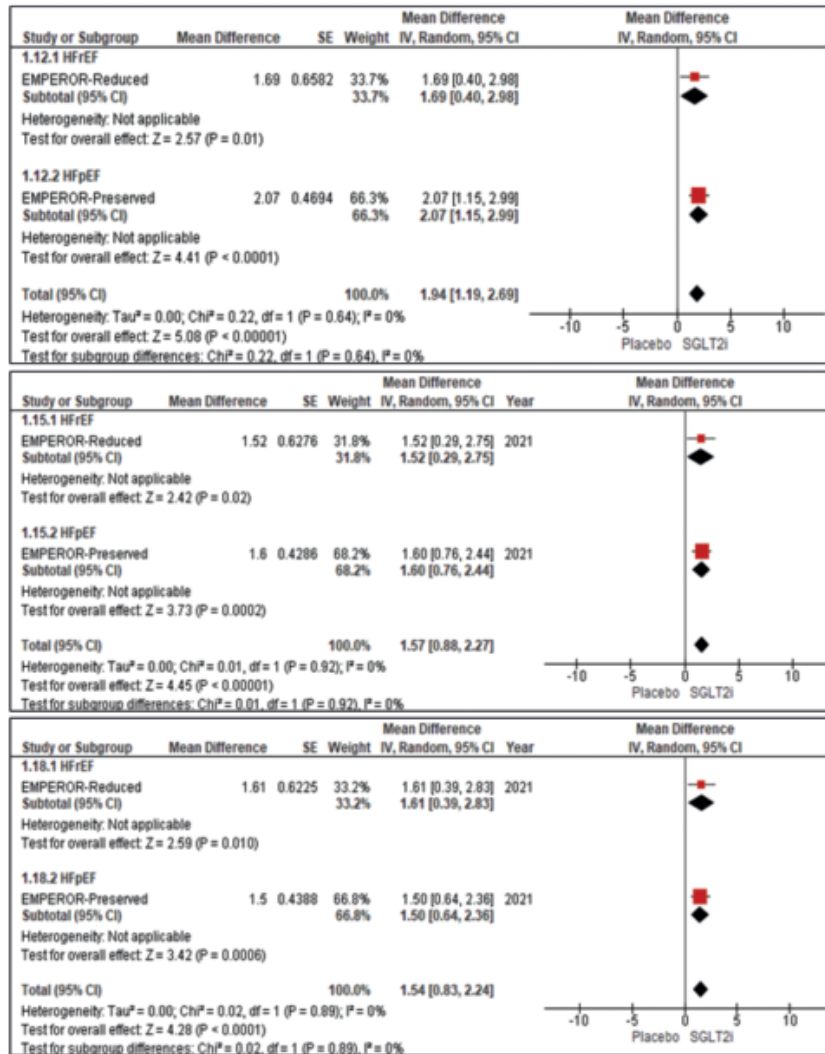 Mean Difference Mean Difference
Study or Subgroup Mean Difference SE Weight IV, Random, 95% CI IV, Random, 95% CI
1.12.1 HFrEF
EMPEROR-Reduced 1.69 0.6582 33.7% 1.69 [0.40, 2.98]
Subtotal (95% CI) 33.7% 1.69 [0.40, 2.98]
Heterogeneity: Not applicable
Test for overall effect: Z = 2.57 (P = 0.01)
1.12.2 HFpEF
EMPEROR-Preserved 2.07 0.4694 66.3% 2.07 [1.15, 2.99]
Subtotal (95% CI) 66.3% 2.07 [1.15, 2.99]
Heterogeneity: Not applicable
Test for overall effect: Z = 4.41 (P < 0.0001)
Total (95% CI) 100.0% 1.94 [1.19, 2.69]
Heterogeneity: Tau² = 0.00; Chi² = 0.22, df = 1 (P = 0.64); I² = 0%
Test for overall effect: Z = 5.08 (P < 0.00001)
Test for subgroup differences: Chi² = 0.22, df = 1 (P = 0.64), I² = 0%
-10 -5 0 5 10
Placebo SGLT2i
Mean Difference Mean Difference
Study or Subgroup Mean Difference SE Weight IV, Random, 95% CI Year IV, Random, 95% CI
1.15.1 HFrEF
EMPEROR-Reduced 1.52 0.6276 31.8% 1.52 [0.29, 2.75] 2021
Subtotal (95% CI) 31.8% 1.52 [0.29, 2.75]
Heterogeneity: Not applicable
Test for overall effect: Z = 2.42 (P = 0.02)
1.15.2 HFpEF
EMPEROR-Preserved 1.6 0.4286 68.2% 1.60 [0.76, 2.44] 2021
Subtotal (95% CI) 68.2% 1.60 [0.76, 2.44]
Heterogeneity: Not applicable
Test for overall effect: Z = 3.73 (P = 0.0002)
Total (95% CI) 100.0% 1.57 [0.88, 2.27]
Heterogeneity: Tau² = 0.00; Chi² = 0.01, df = 1 (P = 0.92); I² = 0%
Test for overall effect: Z = 4.45 (P < 0.00001)
Test for subgroup differences: Chi² = 0.01, df = 1 (P = 0.92), I² = 0%
-10 -5 0 5 10
Placebo SGLT2i
Mean Difference Mean Difference
Study or Subgroup Mean Difference SE Weight IV, Random, 95% CI Year IV, Random, 95% CI
1.18.1 HFrEF
EMPEROR-Reduced 1.61 0.6225 33.2% 1.61 [0.39, 2.83] 2021
Subtotal (95% CI) 33.2% 1.61 [0.39, 2.83]
Heterogeneity: Not applicable
Test for overall effect: Z = 2.59 (P = 0.010)
1.18.2 HFpEF
EMPEROR-Preserved 1.5 0.4388 66.8% 1.50 [0.64, 2.36] 2021
Subtotal (95% CI) 66.8% 1.50 [0.64, 2.36]
Heterogeneity: Not applicable
Test for overall effect: Z = 3.42 (P = 0.0006)
Total (95% CI) 100.0% 1.54 [0.83, 2.24]
Heterogeneity: Tau² = 0.00; Chi² = 0.02, df = 1 (P = 0.89); I² = 0%
Test for overall effect: Z = 4.28 (P < 0.0001)
Test for subgroup differences: Chi² = 0.02, df = 1 (P = 0.89), I² = 0%
-10 -5 0 5 10
Placebo SGLT2i